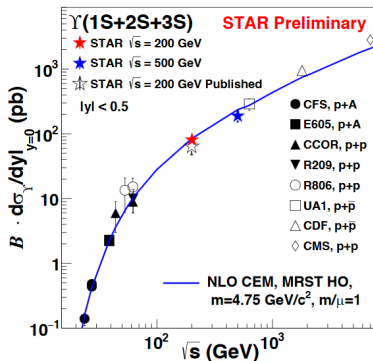 ϒ(1S+2S+3S)
STAR Preliminary
STAR √s = 200 GeV
STAR √s = 500 GeV
STAR √s = 200 GeV Published
|y| < 0.5
CFS, p+A
E605, p+A
CCOR, p+p
R209, p+p
R806, p+p
UA1, p+p̄
CDF, p+p̄
CMS, p+p
NLO CEM, MRST HO,
m=4.75 GeV/c², m/μ=1
B · dσ_ϒ/dy|_y=0 (pb)
10³
10²
10
1
10⁻¹
10²
10³
√s (GeV)